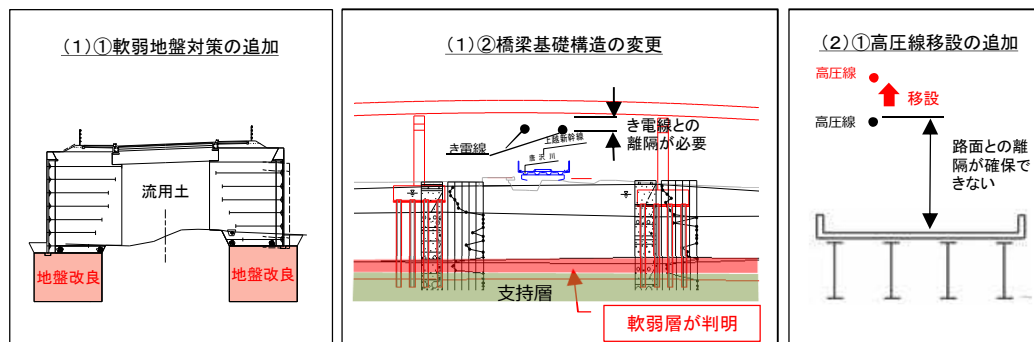 (1)①軟弱地盤対策の追加
流用土
地盤改良
地盤改良
(1)②橋梁基礎構造の変更
き電線との
離隔が必要
上越新幹線
き電線
唐沢川
支持層
軟弱層が判明
(2)①高圧線移設の追加
高圧線
移設
高圧線
路面との離
隔が確保で
きない